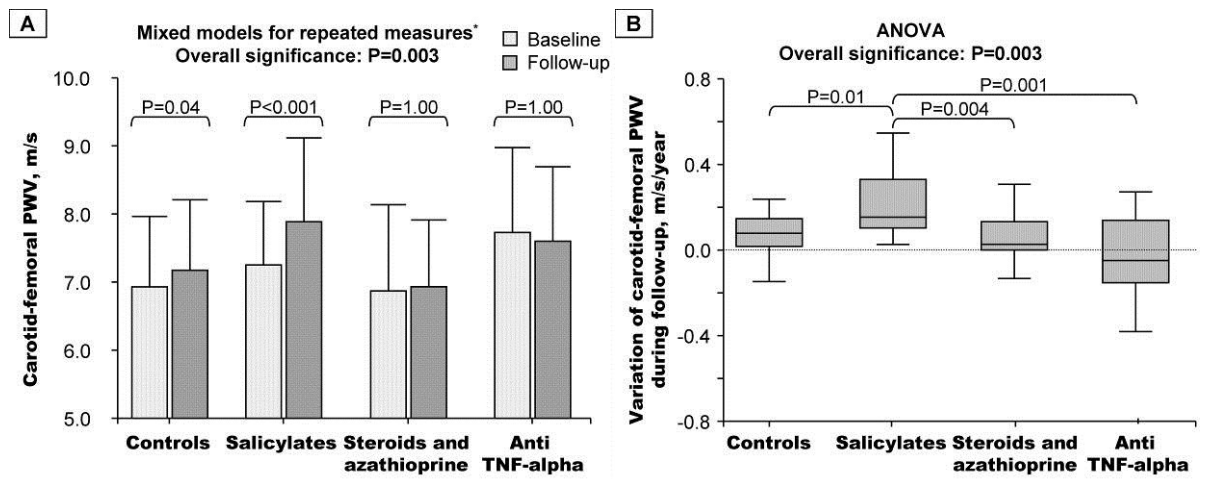 A
Mixed models for repeated measures*
Overall significance: P=0.003
Baseline
Follow-up
10.0
9.0
8.0
7.0
6.0
5.0
Carotid-femoral PWV, m/s
P=0.04
P<0.001
P=1.00
P=1.00
Controls
Salicylates
Steroids and
azathioprine
Anti
TNF-alpha
B
ANOVA
Overall significance: P=0.003
0.8
0.4
0.0
-0.4
-0.8
Variation of carotid-femoral PWV
during follow-up, m/s/year
P=0.01
P=0.001
P=0.004
Controls
Salicylates
Steroids and
azathioprine
Anti
TNF-alpha